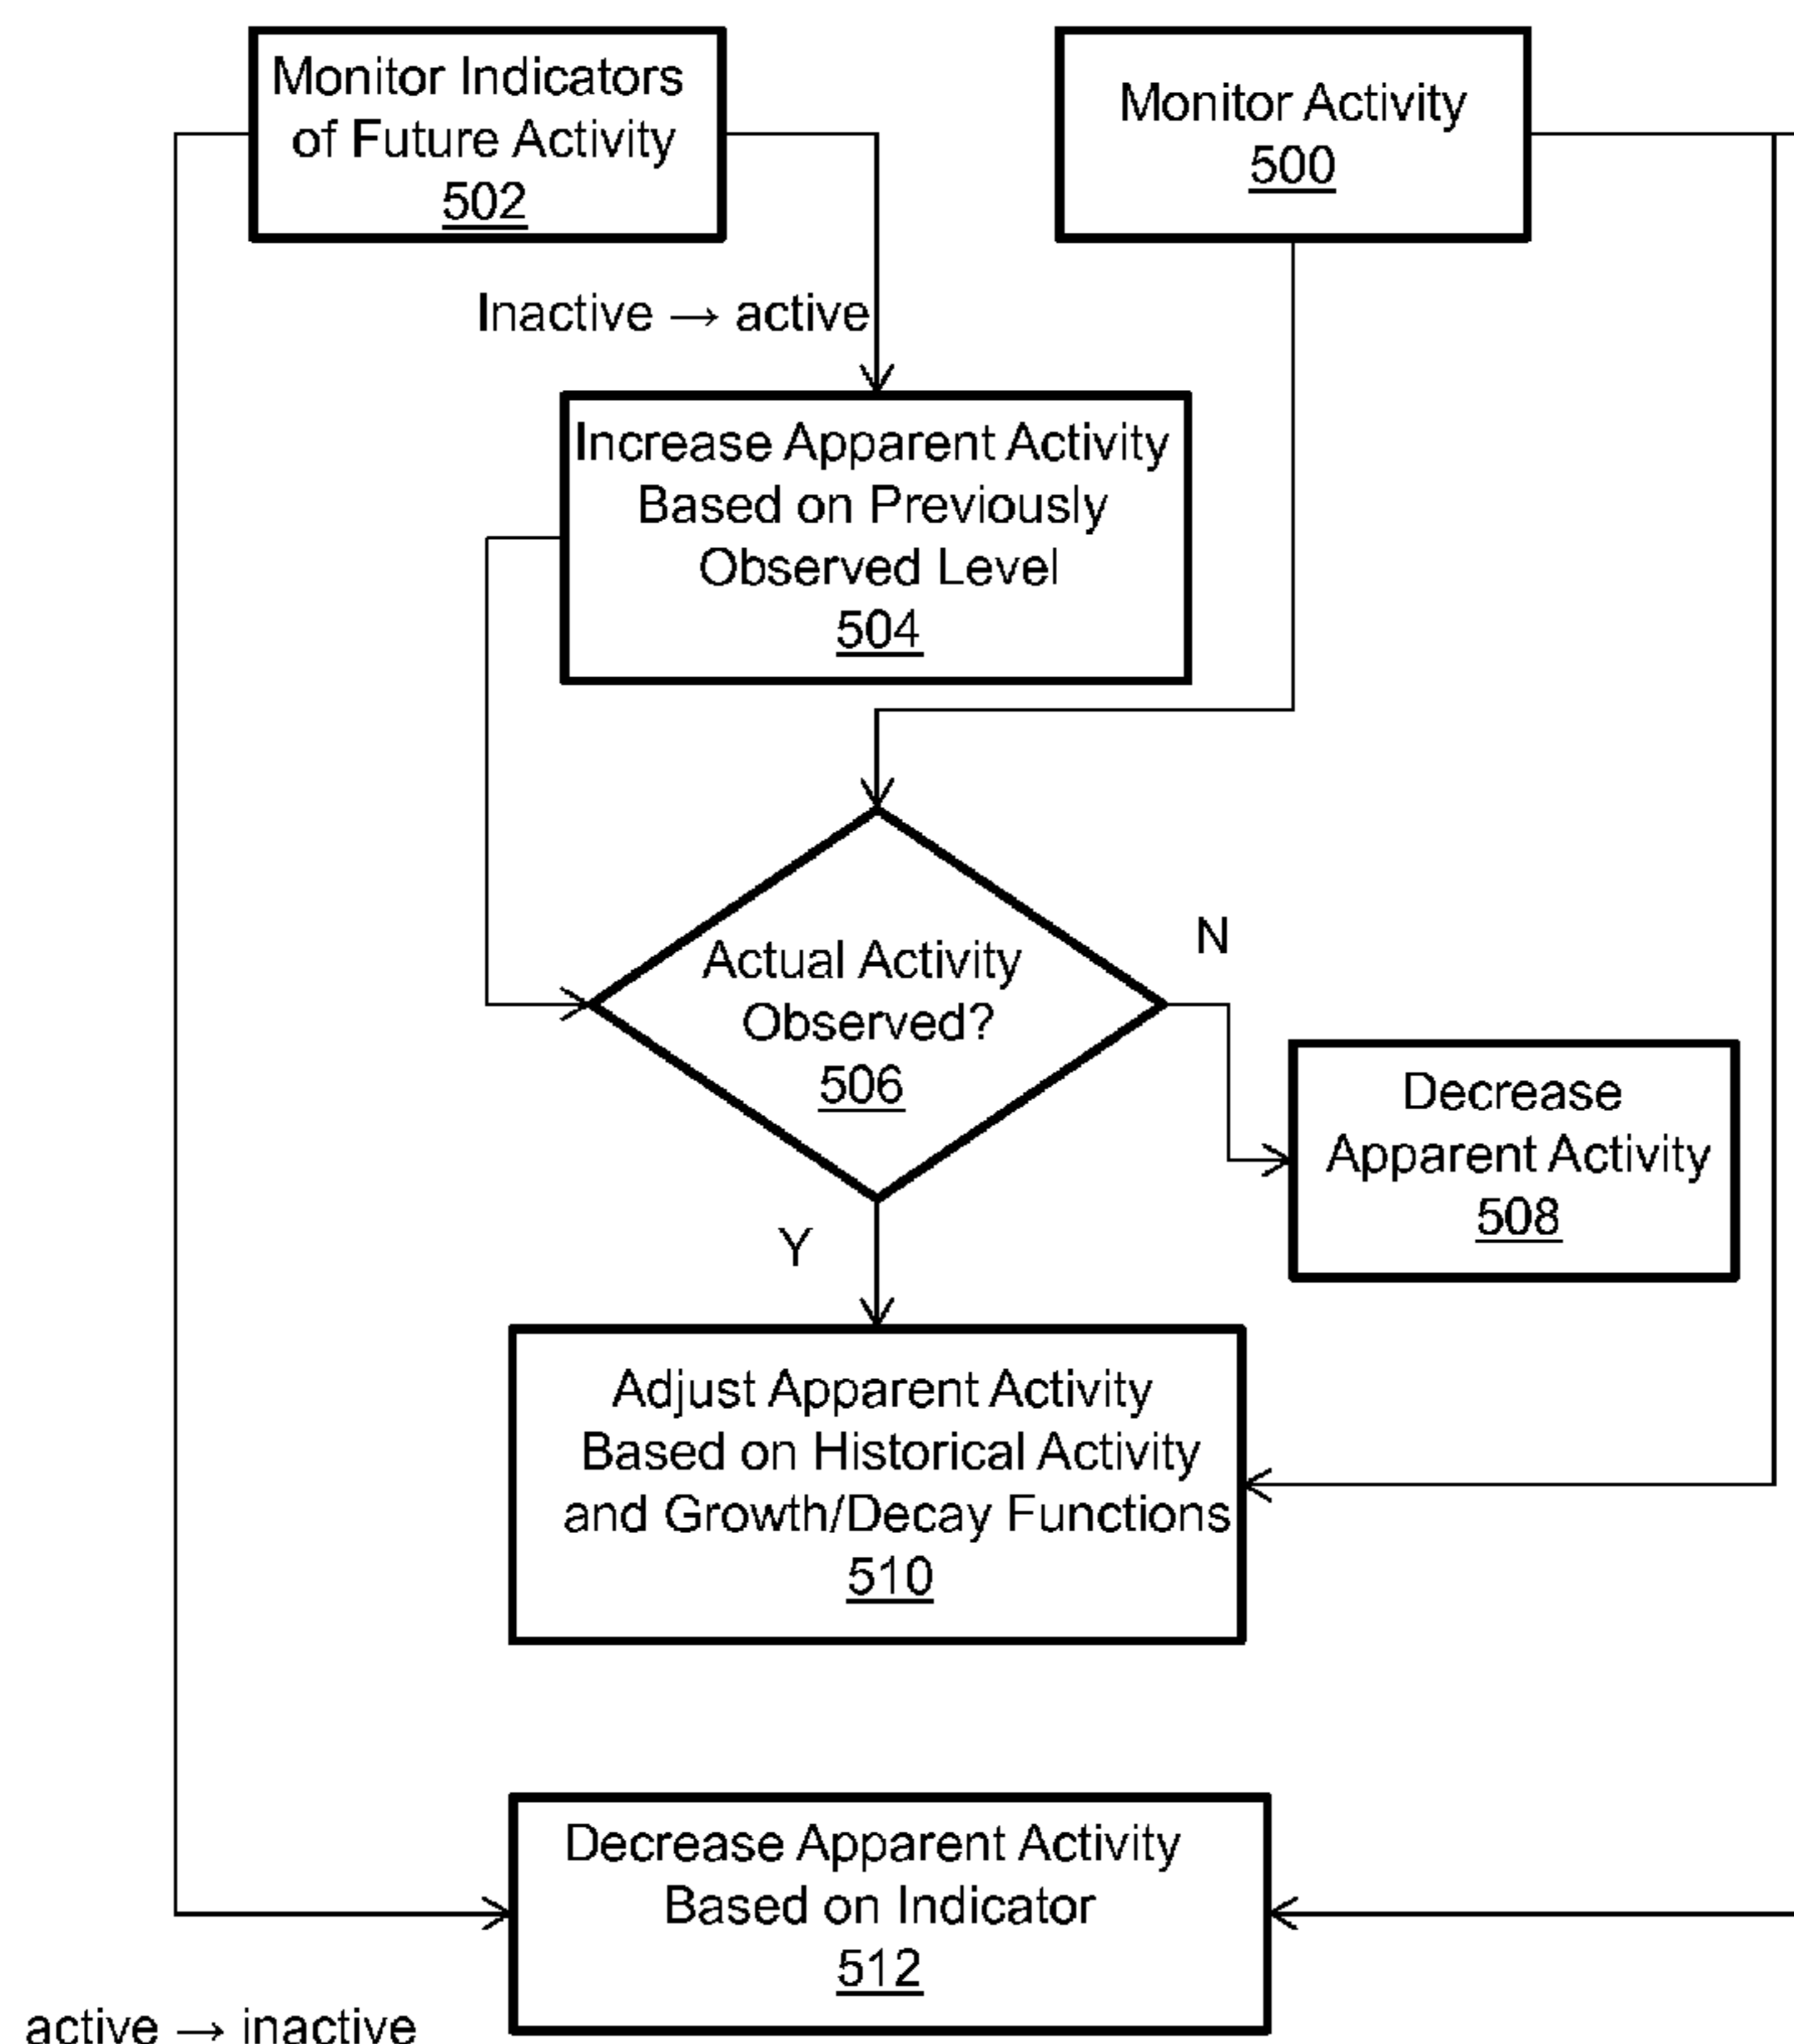 Monitor Indicators
of Future Activity
502
Monitor Activity
500
Inactive → active
Increase Apparent Activity
Based on Previously
Observed Level
504
Actual Activity
Observed?
506
N
Decrease
Apparent Activity
508
Y
Adjust Apparent Activity
Based on Historical Activity
and Growth/Decay Functions
510
Decrease Apparent Activity
Based on Indicator
512
active → inactive